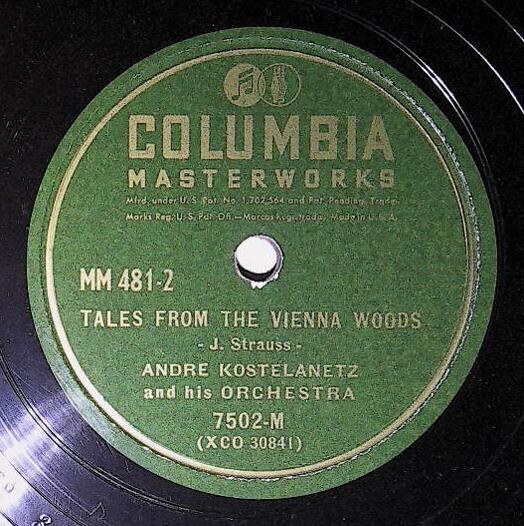 COLUMBIA
MASTERWORKS
Mfrd. under U.S. Pat. No. 1,702,564 and Pat. Pending. Trade-
Marks Reg. U.S. Pat. Off.—Marcas Registradas. Made in U.S.A.
MM 481-2
TALES FROM THE VIENNA WOODS
- J. Strauss -
ANDRE KOSTELANETZ
and his ORCHESTRA
7502-M
(XCO 30841)